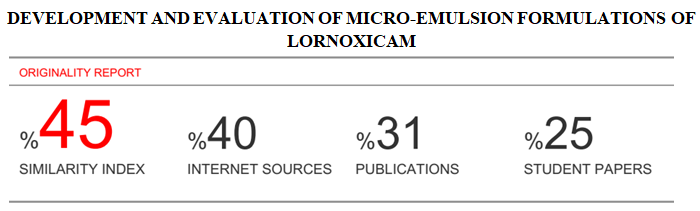 DEVELOPMENT AND EVALUATION OF MICRO-EMULSION FORMULATIONS OF
LORNOXICAM
ORIGINALITY REPORT
%45 %40 %31 %25
SIMILARITY INDEX INTERNET SOURCES PUBLICATIONS STUDENT PAPERS